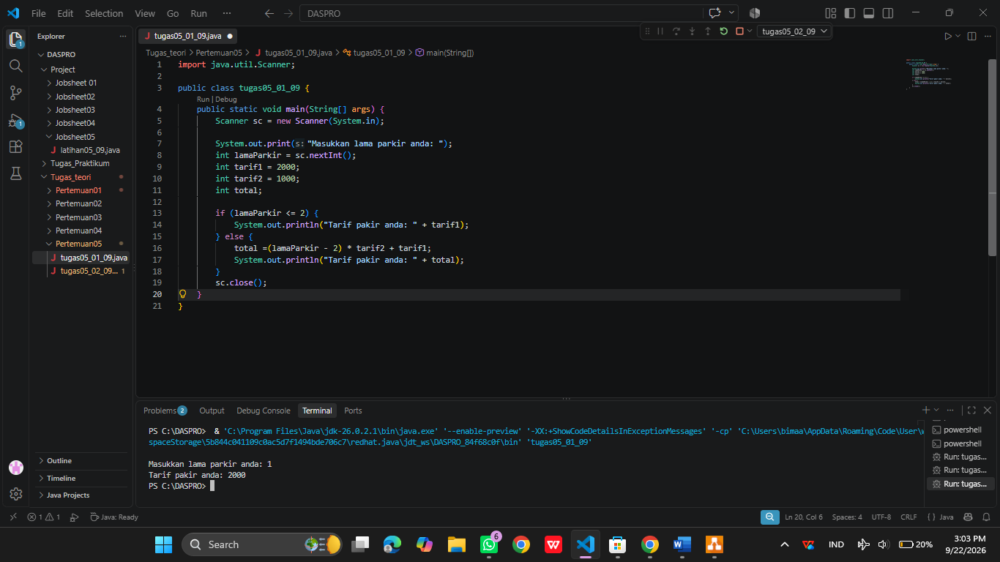 File Edit Selection View Go Run ··· DASPRO
Explorer ···
DASPRO
Project
Jobsheet 01
Jobsheet02
Jobsheet03
Jobsheet04
Jobsheet05
latihan05_09.java
Tugas_Praktikum
Tugas_teori
Pertemuan01
Pertemuan02
Pertemuan03
Pertemuan04
Pertemuan05
tugas05_01_09.java
tugas05_02_09... 1
Outline
Timeline
Java Projects
tugas05_01_09.java
tugas05_02_09
Tugas_teori > Pertemuan05 > tugas05_01_09.java > tugas05_01_09 > main(String[])
1 import java.util.Scanner;
2
3 public class tugas05_01_09 {
Run | Debug
4 public static void main(String[] args) {
5 Scanner sc = new Scanner(System.in);
6
7 System.out.print(s: "Masukkan lama parkir anda: ");
8 int lamaParkir = sc.nextInt();
9 int tarif1 = 2000;
10 int tarif2 = 1000;
11 int total;
12
13 if (lamaParkir <= 2) {
14 System.out.println("Tarif pakir anda: " + tarif1);
15 } else {
16 total =(lamaParkir - 2) * tarif2 + tarif1;
17 System.out.println("Tarif pakir anda: " + total);
18 }
19 sc.close();
20 }
21 }
Problems 2 Output Debug Console Terminal Ports
PS C:\DASPRO> & 'C:\Program Files\Java\jdk-26.0.2.1\bin\java.exe' '--enable-preview' '-XX:+ShowCodeDetailsInExceptionMessages' '-cp' 'C:\Users\bimaa\AppData\Roaming\Code\User\
spaceStorage\5b844c041109c0ac5d7f1494bde706c7\redhat.java\jdt_ws\DASPRO_84f68c0f\bin' 'tugas05_01_09'
Masukkan lama parkir anda: 1
Tarif pakir anda: 2000
PS C:\DASPRO>
powershell
powershell
Run: tugas...
Run: tugas...
Run: tugas...
1 1 Java: Ready
Ln 20, Col 6 Spaces: 4 UTF-8 CRLF { } Java
Search
6
IND
20%
3:03 PM
9/22/2026